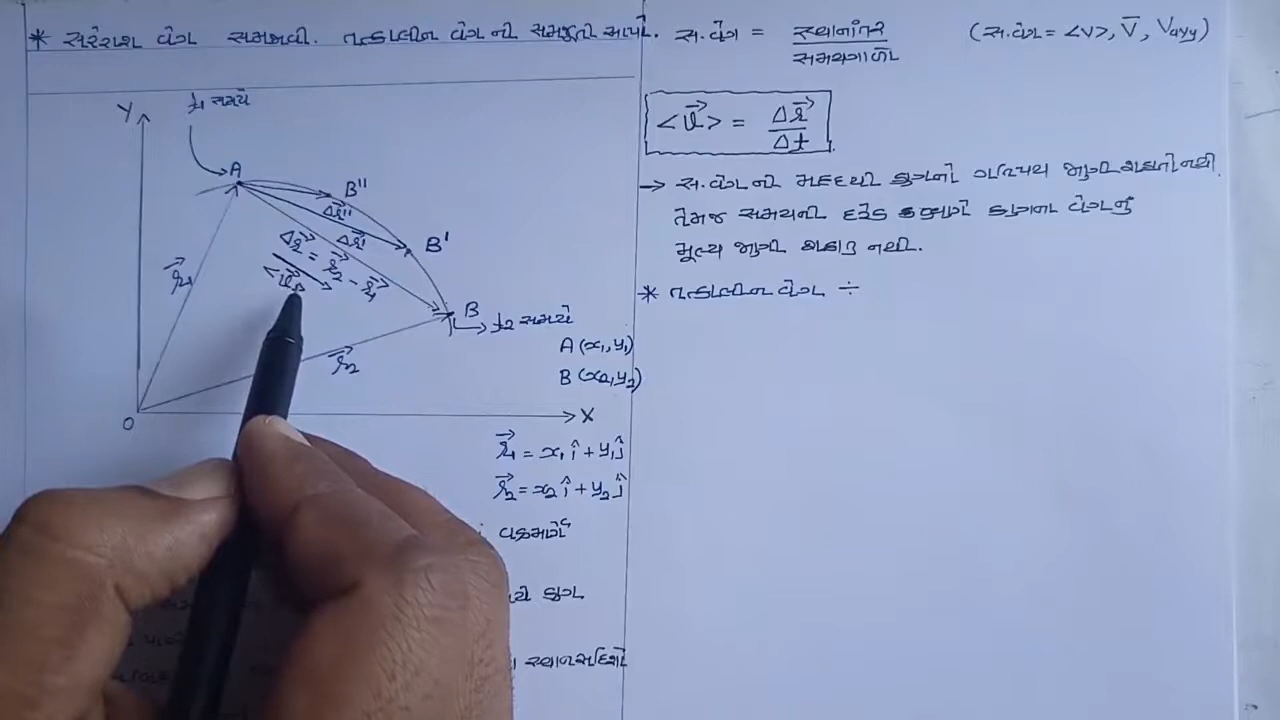 * સરેરાશ વેગ સમજાવી. તત્કાલીન વેગ ની સમજુતી આપો.
Y
t₁ સમયે
A
B''
Δr⃗''
B'
Δr⃗'
Δr⃗ = r⃗₂ - r⃗₁
<v⃗>
r⃗₁
B
t₂ સમયે
r⃗₂
A (x₁, y₁)
B (x₂, y₂)
O
X
r⃗₁ = x₁î + y₁ĵ
r⃗₂ = x₂î + y₂ĵ
વક્રમાર્ગે
કણ
સ્થાનસદિશો
સ.વેગ = સ્થાનાંતર / સમયગાળો
(સ.વેગ = <v>, V̄, Vavg)
<v⃗> = Δr⃗ / Δt
→ સ.વેગ ની મદદથી કણનો ગતિપથ જાણી શકાતો નથી.
તેમજ સમયની દરેક ક્ષણે કણના વેગનું
મૂલ્ય જાણી શકાતુ નથી.
* તત્કાલીન વેગ ÷